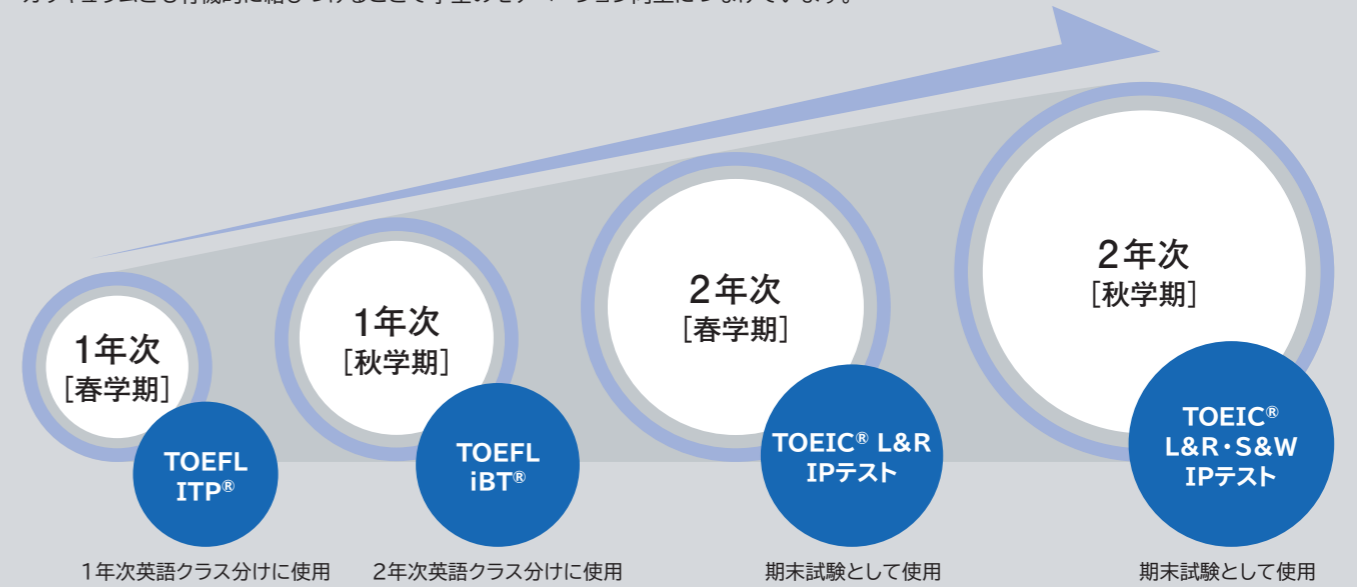 1年次
[春学期]
TOEFL
ITP®
1年次英語クラス分けに使用
1年次
[秋学期]
TOEFL
iBT®
2年次英語クラス分けに使用
2年次
[春学期]
TOEIC® L&R
IPテスト
期末試験として使用
2年次
[秋学期]
TOEIC®
L&R・S&W
IPテスト
期末試験として使用